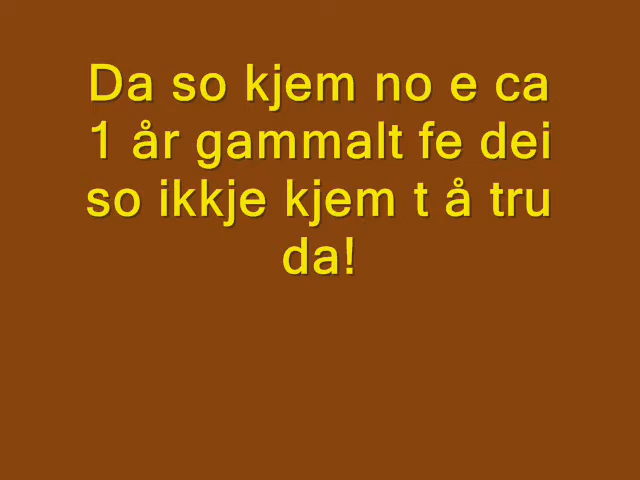 Da so kjem no e ca
1 år gammalt fe dei
so ikkje kjem t å tru
da!